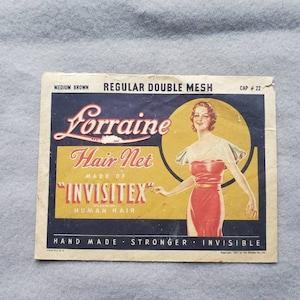 MEDIUM BROWN
REGULAR DOUBLE MESH
CAP # 22
Lorraine
Hair Net
MADE OF
"INVISITEX"
HUMAN HAIR
HAND MADE · STRONGER · INVISIBLE